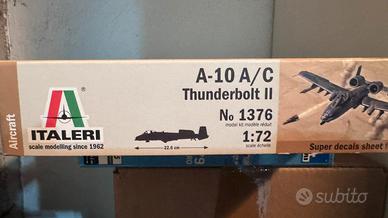 Aircraft
ITALERI
scale modelling since 1962
22,6 cm
A-10 A/C
Thunderbolt II
No 1376
model kit modèle réduit
1:72
scale échelle
Super decals sheet
subito